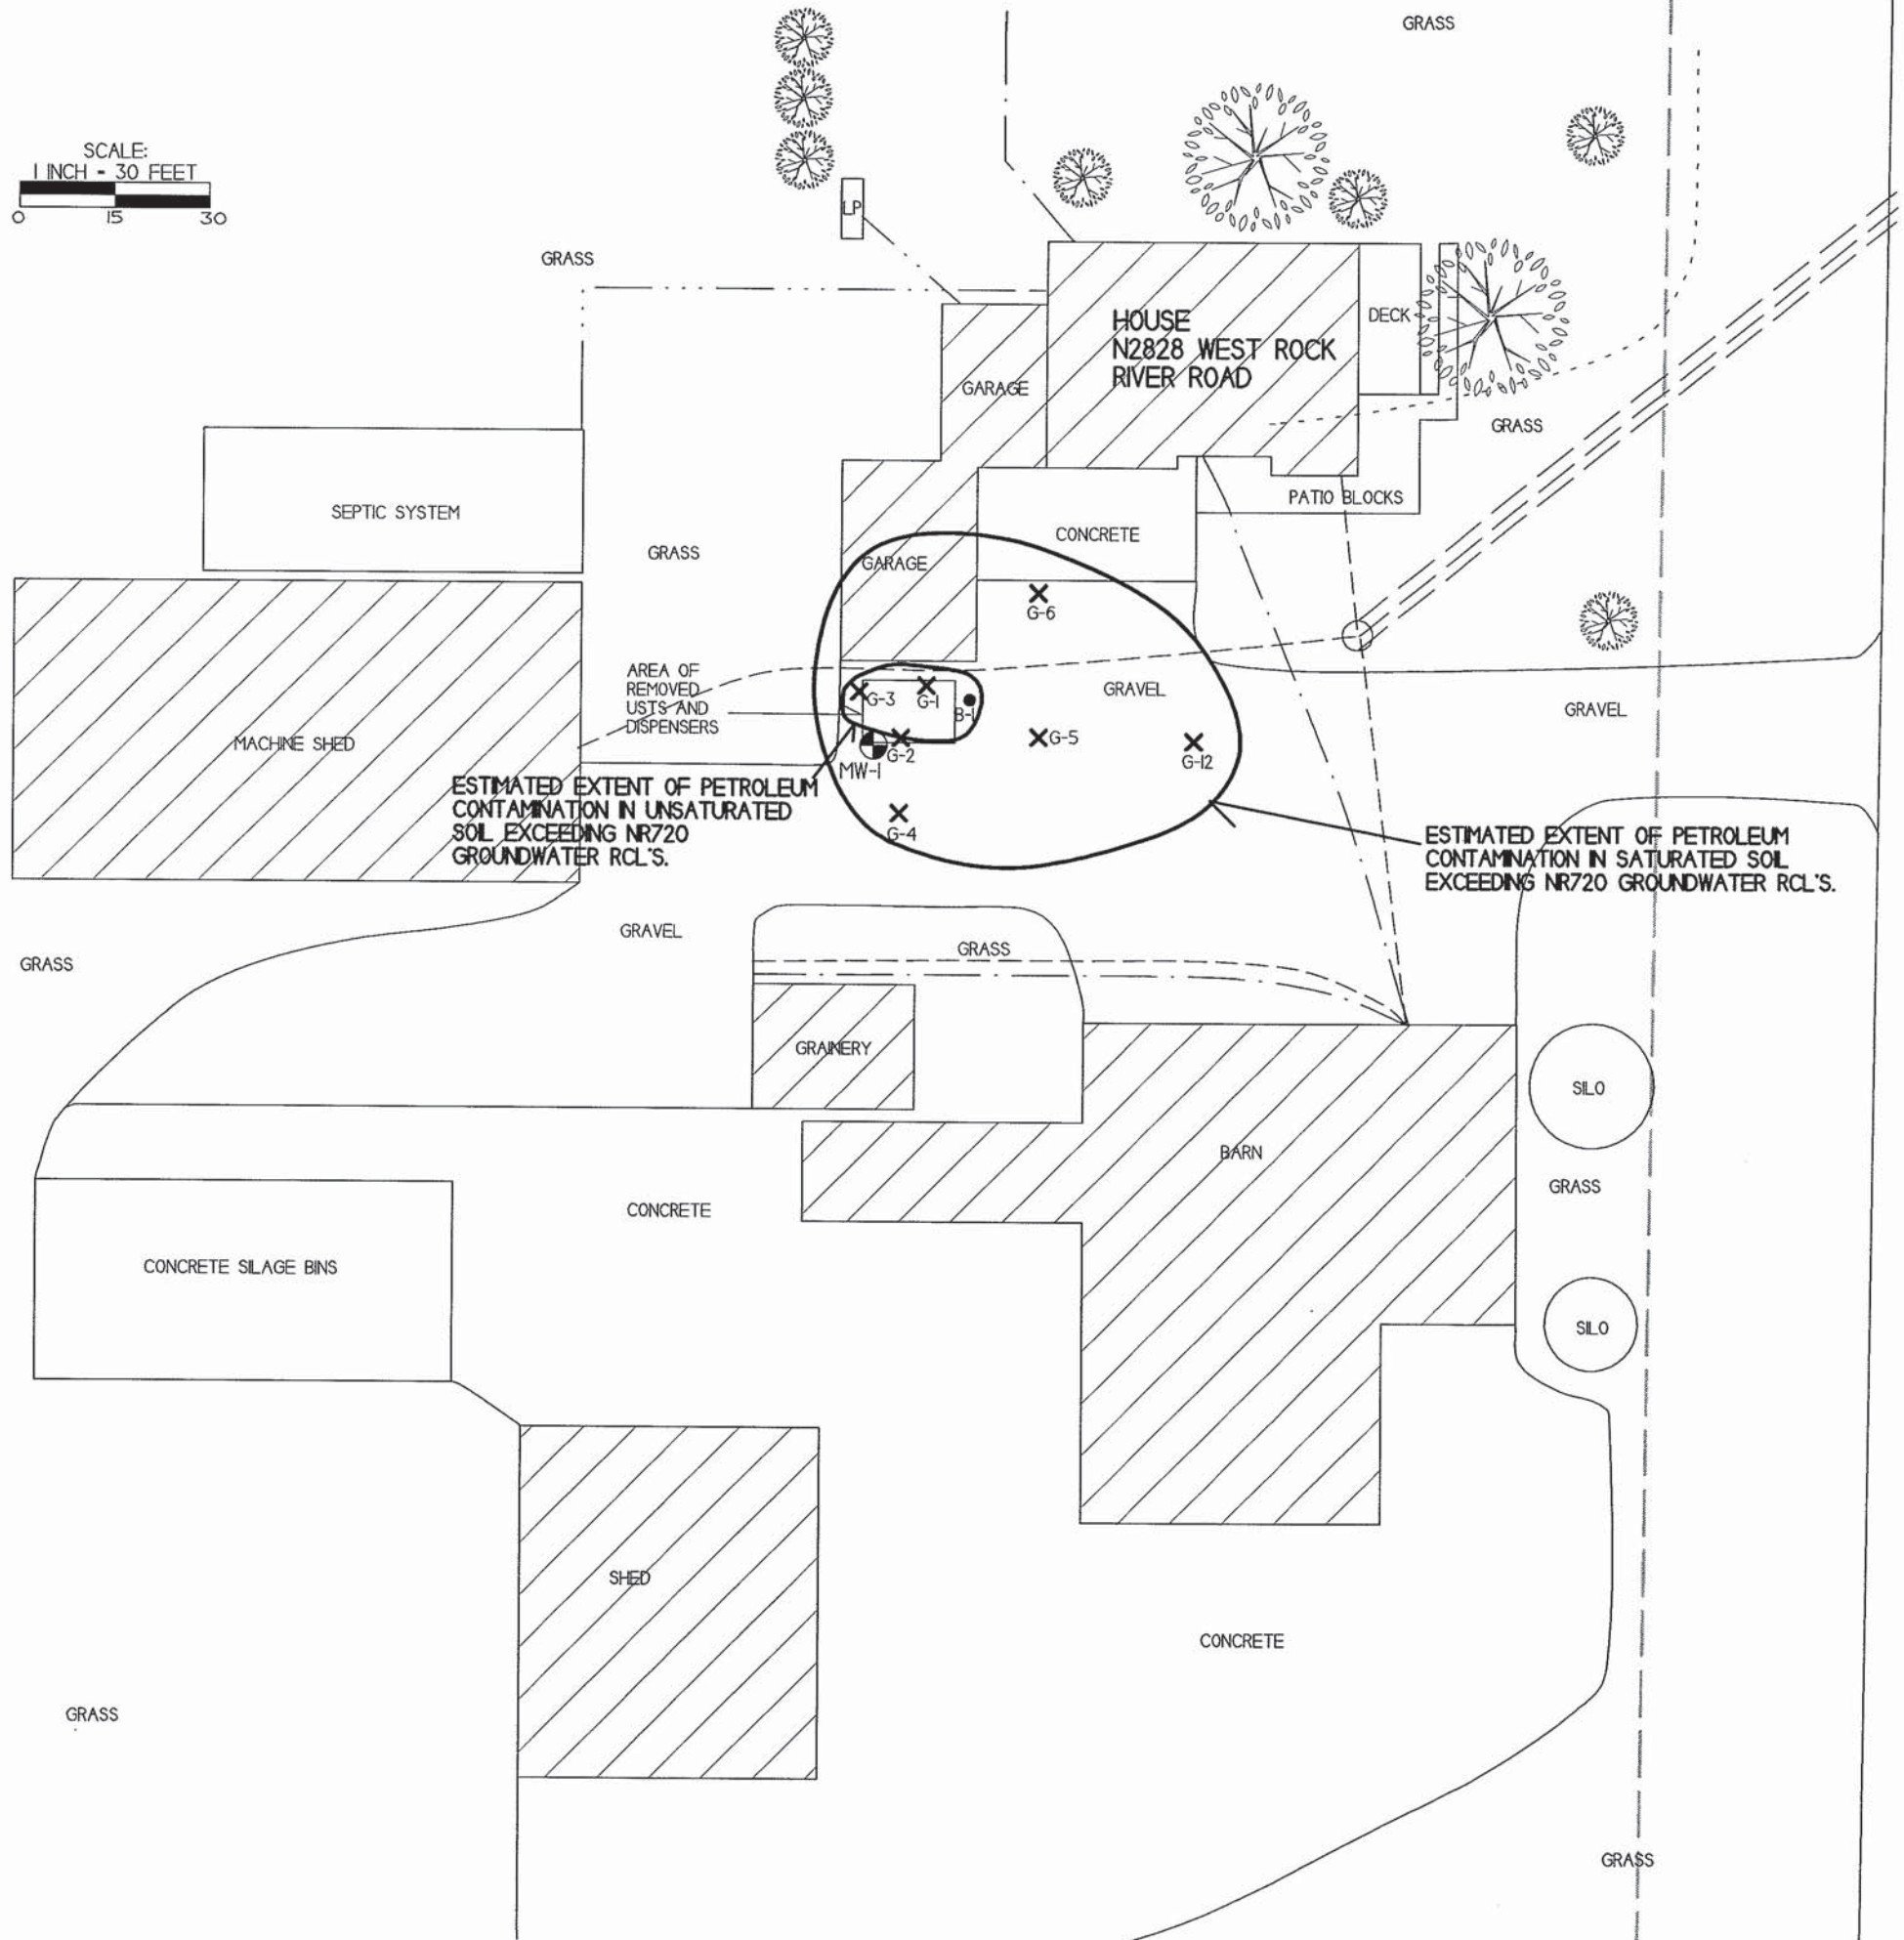 GRASS
SCALE:
1 INCH = 30 FEET
0 15 30
LP
GRASS
HOUSE
N2828 WEST ROCK
RIVER ROAD
DECK
GARAGE
GRASS
SEPTIC SYSTEM
PATIO BLOCKS
CONCRETE
GRASS
GARAGE
G-6
AREA OF
REMOVED
USTS AND
DISPENSERS
G-3
G-1
B-1
GRAVEL
GRAVEL
MACHINE SHED
G-2
G-5
G-12
MW-1
ESTIMATED EXTENT OF PETROLEUM
CONTAMINATION IN UNSATURATED
SOIL EXCEEDING NR720
GROUNDWATER RCL'S.
G-4
ESTIMATED EXTENT OF PETROLEUM
CONTAMINATION IN SATURATED SOIL
EXCEEDING NR720 GROUNDWATER RCL'S.
GRAVEL
GRASS
GRASS
GRAINERY
SILO
BARN
GRASS
CONCRETE
CONCRETE SILAGE BINS
SILO
SHED
CONCRETE
GRASS
GRASS